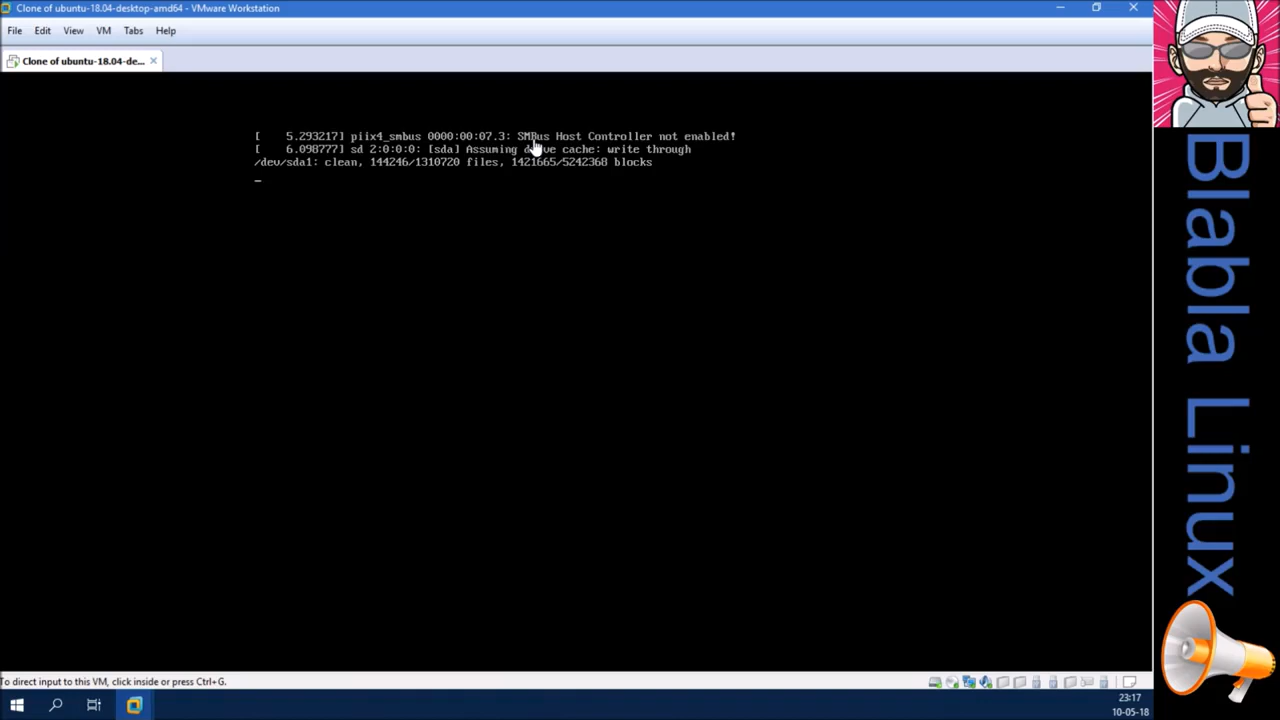 Clone of ubuntu-18.04-desktop-amd64 - VMware Workstation
File Edit View VM Tabs Help
Clone of ubuntu-18.04-de...
[    5.293217] piix4_smbus 0000:00:07.3: SMBus Host Controller not enabled!
[    6.098777] sd 2:0:0:0: [sda] Assuming drive cache: write through
/dev/sda1: clean, 144246/1310720 files, 1421665/5242368 blocks
_
To direct input to this VM, click inside or press Ctrl+G.
23:17
10-05-18
Blabla Linux